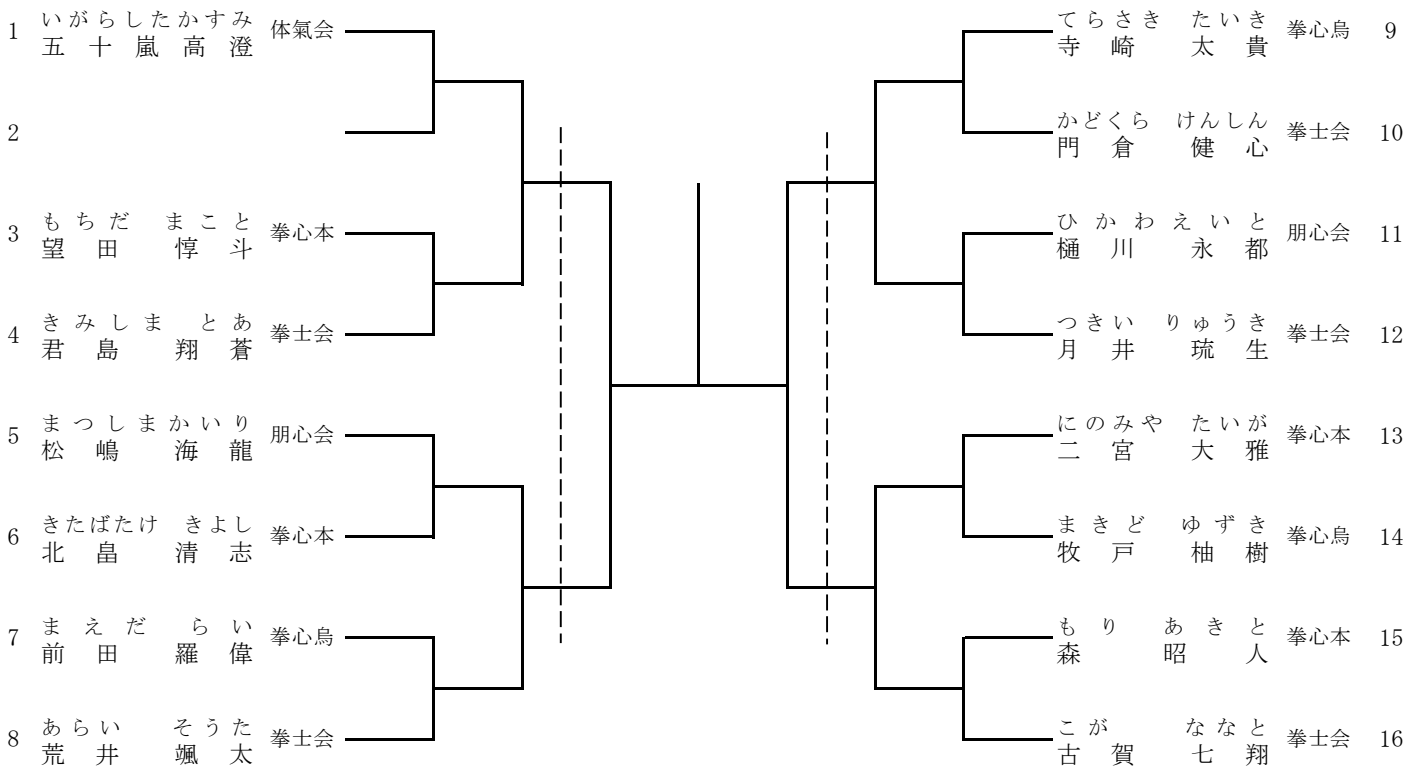 いがらしたかすみ
1 五十嵐高澄 体氣会
2
もちだ まこと
3 望田 惇斗 拳心本
きみしま とあ
4 君島 翔蒼 拳士会
まつしまかいり
5 松嶋 海龍 朋心会
きたばたけ きよし
6 北畠 清志 拳心本
まえだ らい
7 前田 羅偉 拳心烏
あらい そうた
8 荒井 颯太 拳士会
てらさき たいき
寺崎 太貴 拳心烏 9
かどくら けんしん
門倉 健心 拳士会 10
ひかわえいと
樋川 永都 朋心会 11
つきい りゅうき
月井 琉生 拳士会 12
にのみや たいが
二宮 大雅 拳心本 13
まきど ゆずき
牧戸 柚樹 拳心烏 14
もり あきと
森 昭人 拳心本 15
こが ななと
古賀 七翔 拳士会 16